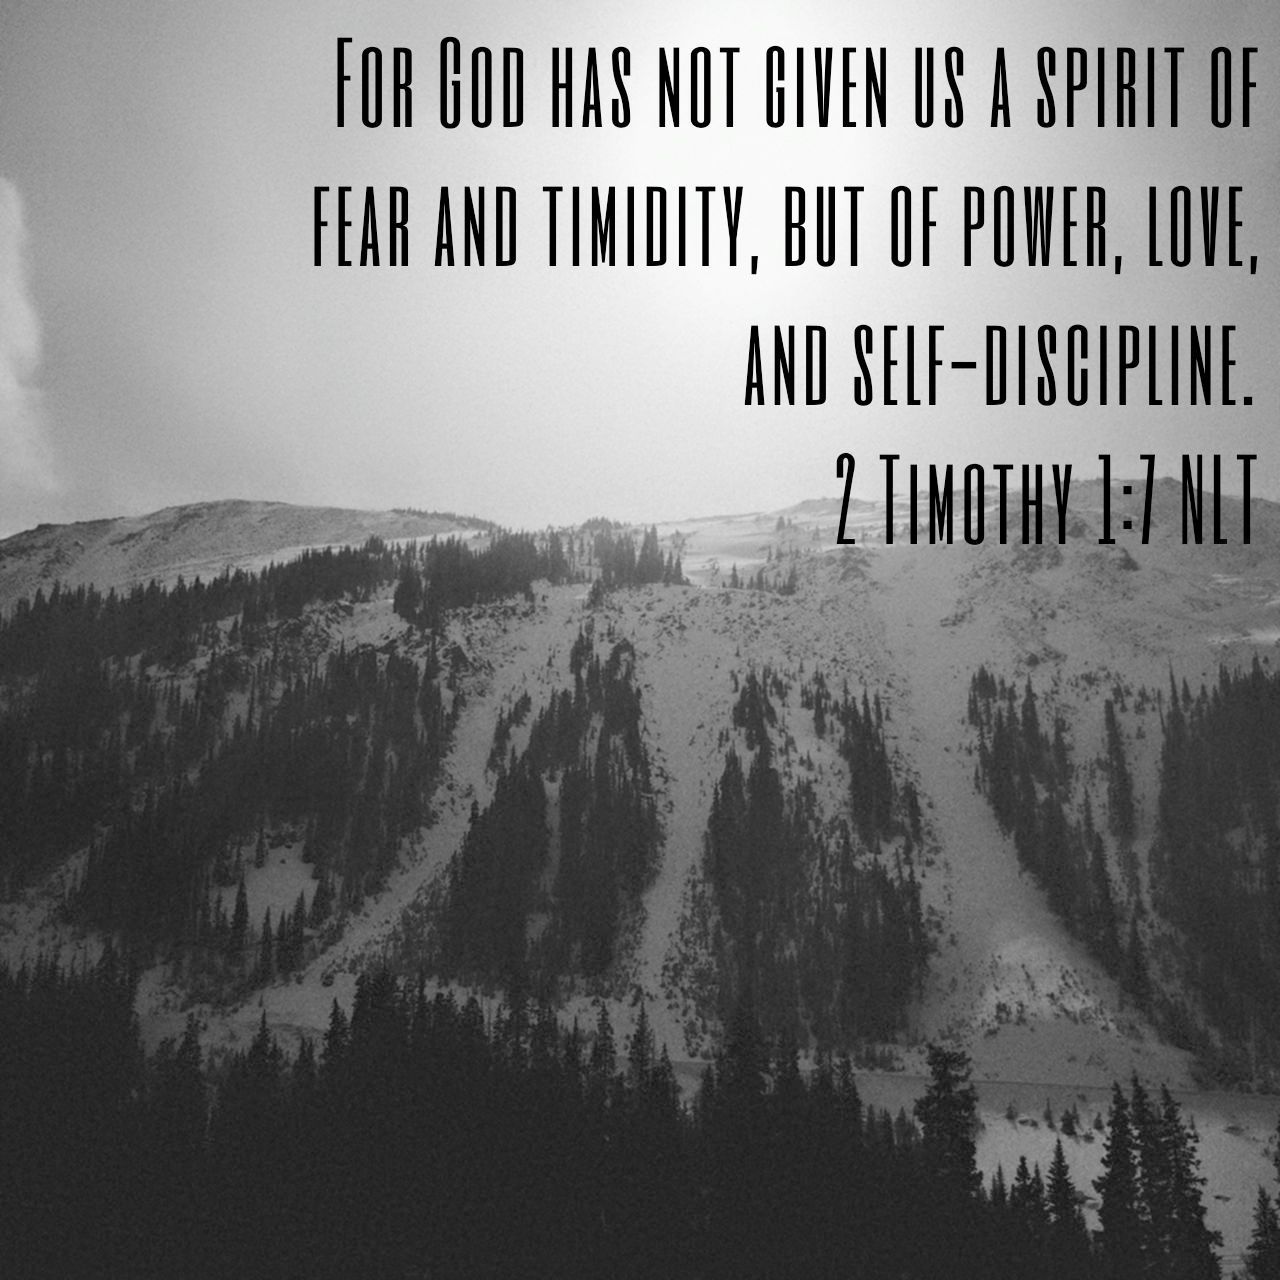 For God has not given us a spirit of
fear and timidity, but of power, love,
and self-discipline.
2 Timothy 1:7 NLT